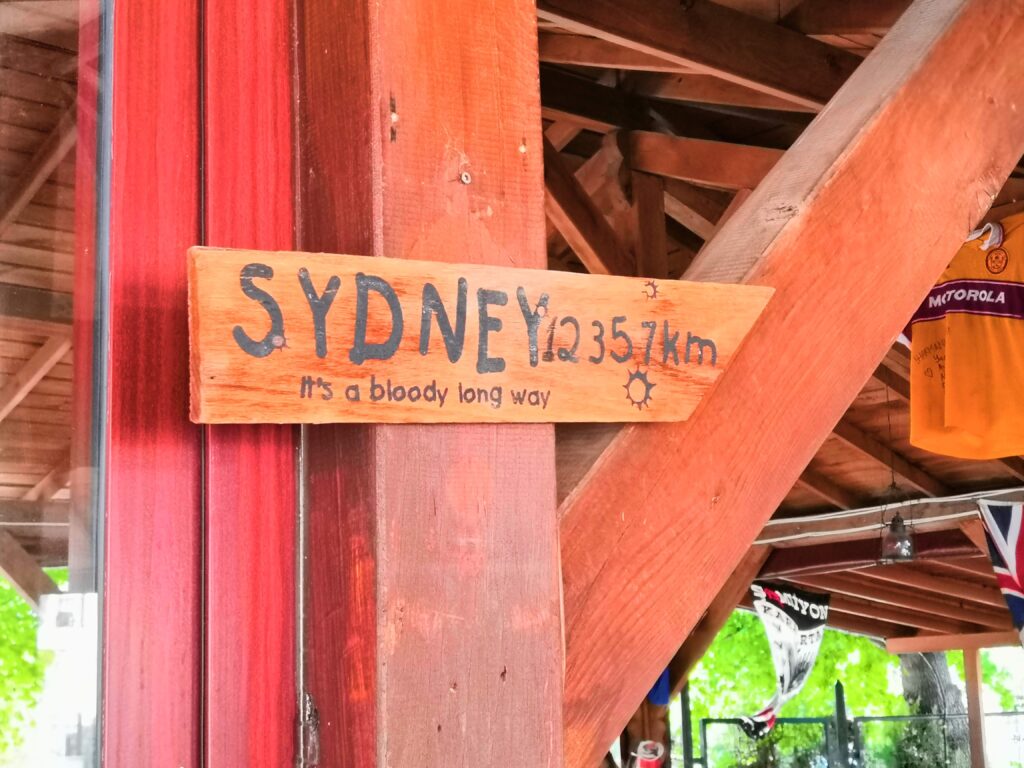 SYDNEY 12357km
It's a bloody long way
MOTOROLA